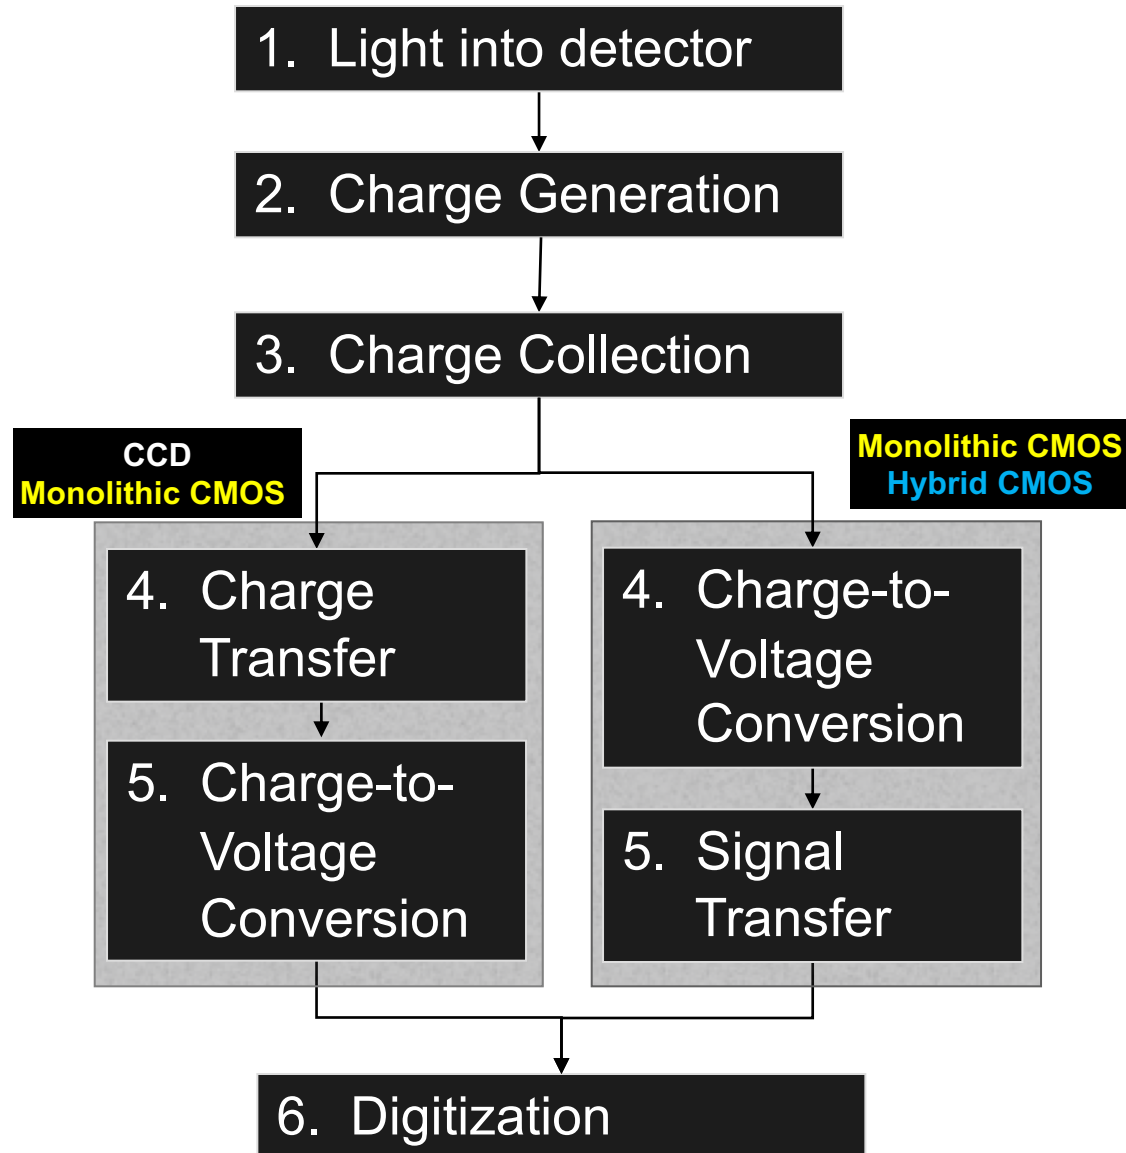 1. Light into detector
2. Charge Generation
3. Charge Collection
CCD
Monolithic CMOS
Monolithic CMOS
Hybrid CMOS
4. Charge
Transfer
5. Charge-to-
Voltage
Conversion
4. Charge-to-
Voltage
Conversion
5. Signal
Transfer
6. Digitization